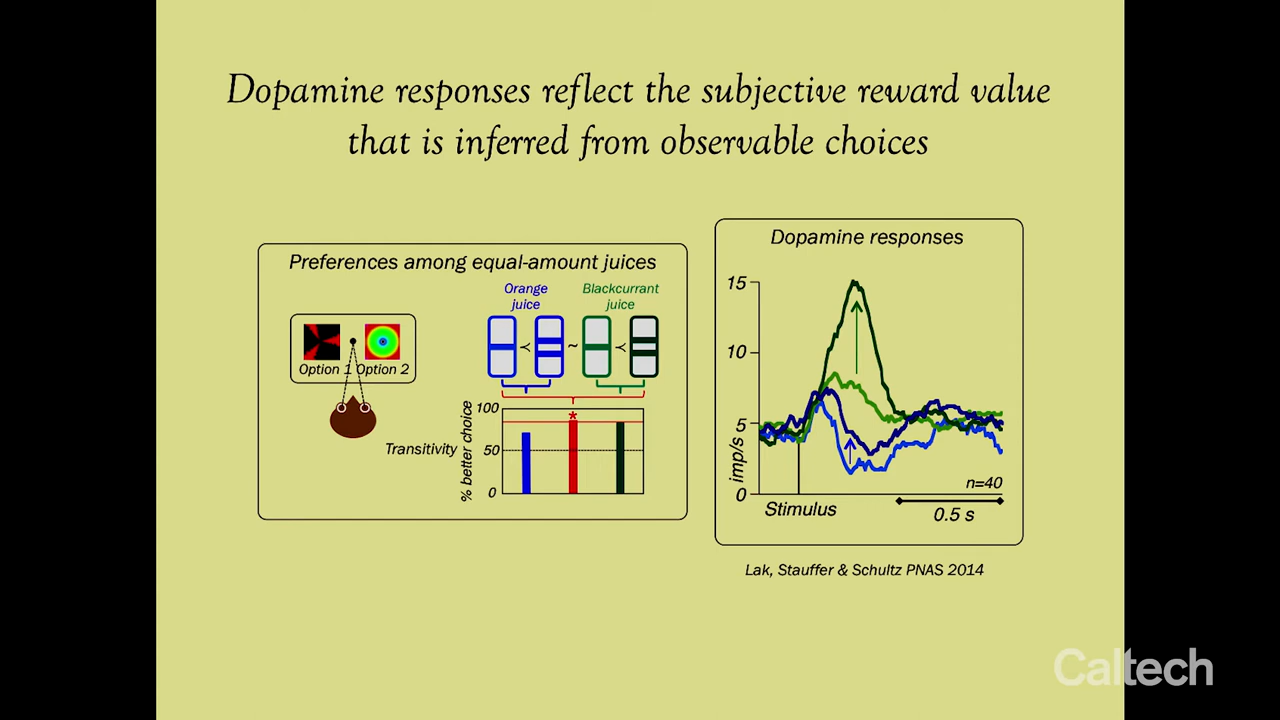 Dopamine responses reflect the subjective reward value
that is inferred from observable choices
Preferences among equal-amount juices
Orange
juice
Blackcurrant
juice
≺
~
≺
Option 1
Option 2
Transitivity
% better choice
100
50
0
*
Dopamine responses
15
10
5
0
imp/s
n=40
Stimulus
0.5 s
Lak, Stauffer & Schultz PNAS 2014
Caltech